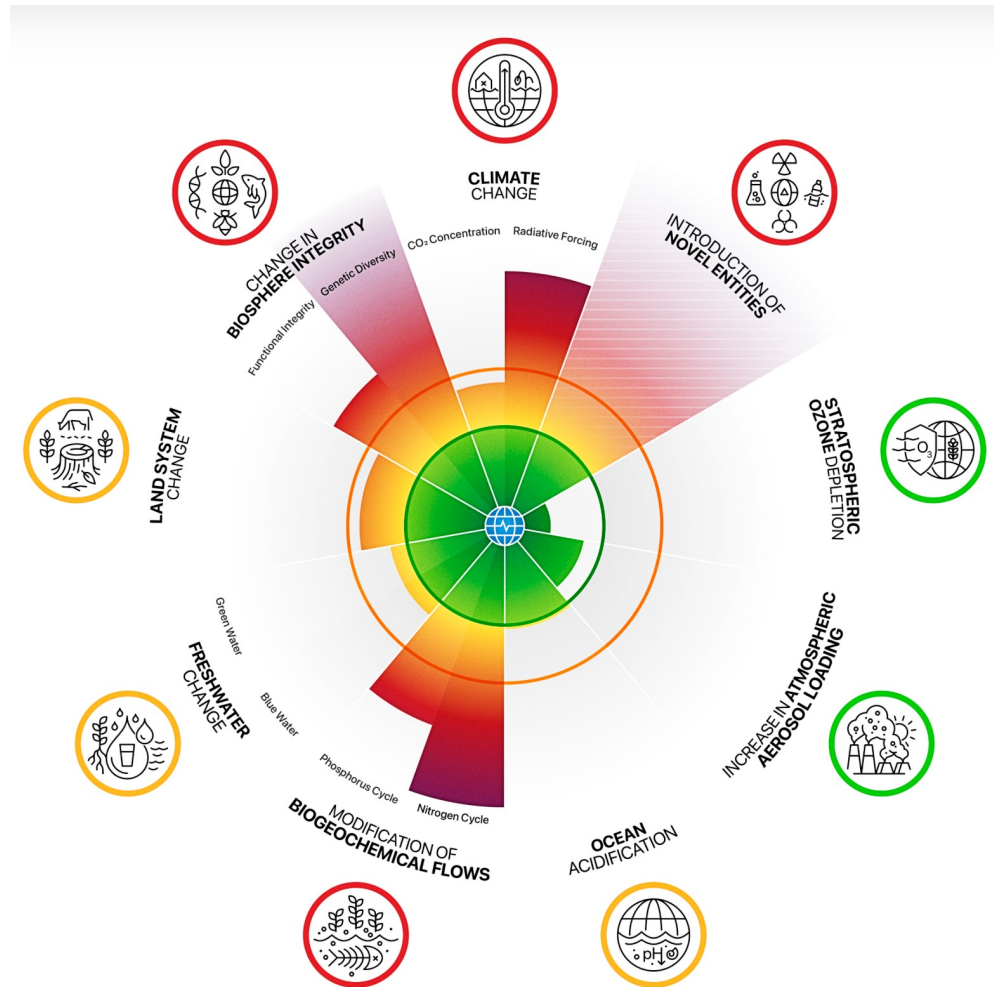 CLIMATE
CHANGE
CO₂ Concentration
Radiative Forcing
INTRODUCTION OF
NOVEL ENTITIES
STRATOSPHERIC
OZONE DEPLETION
O₃
INCREASE IN ATMOSPHERIC
AEROSOL LOADING
OCEAN
ACIDIFICATION
pH
MODIFICATION OF
BIOGEOCHEMICAL FLOWS
Nitrogen Cycle
Phosphorus Cycle
FRESHWATER
CHANGE
Blue Water
Green Water
LAND SYSTEM
CHANGE
CHANGE IN
BIOSPHERE INTEGRITY
Functional Integrity
Genetic Diversity